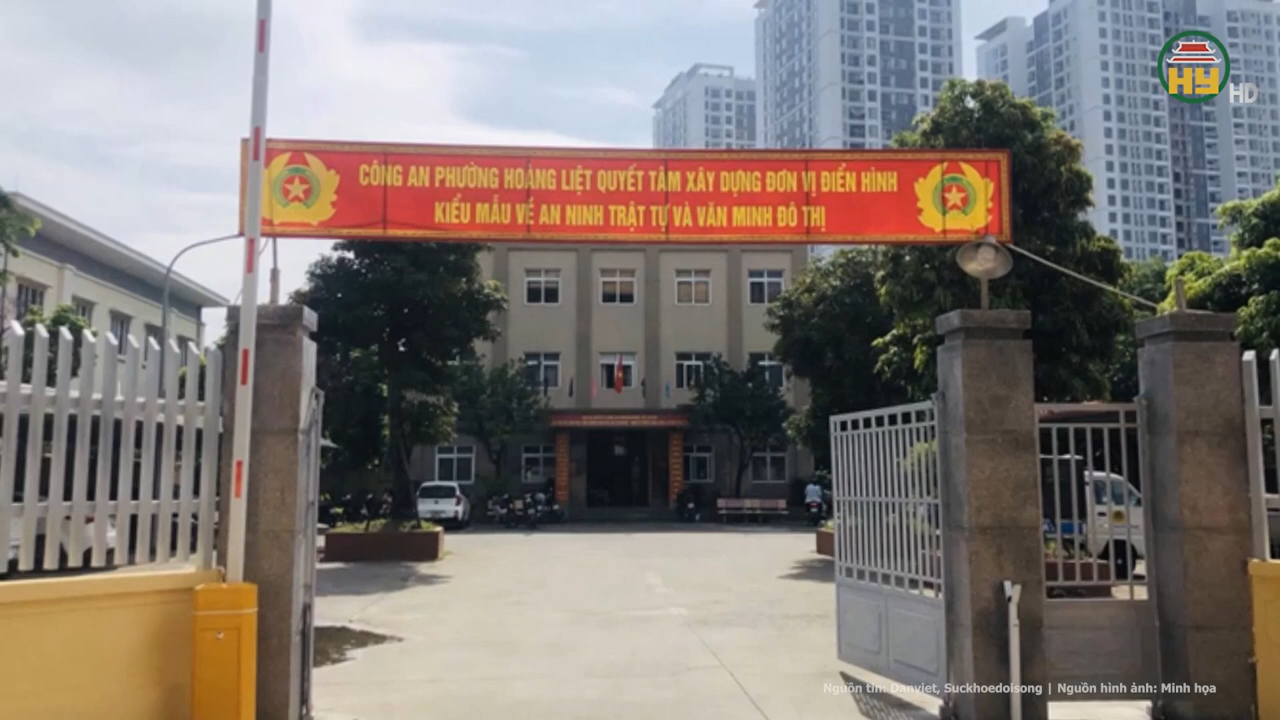 HY HD
CÔNG AN PHƯỜNG HOÀNG LIỆT QUYẾT TÂM XÂY DỰNG ĐƠN VỊ ĐIỂN HÌNH
KIỂU MẪU VỀ AN NINH TRẬT TỰ VÀ VĂN MINH ĐÔ THỊ
Nguồn tin: Danviet, Suckhoedoisong | Nguồn hình ảnh: Minh họa